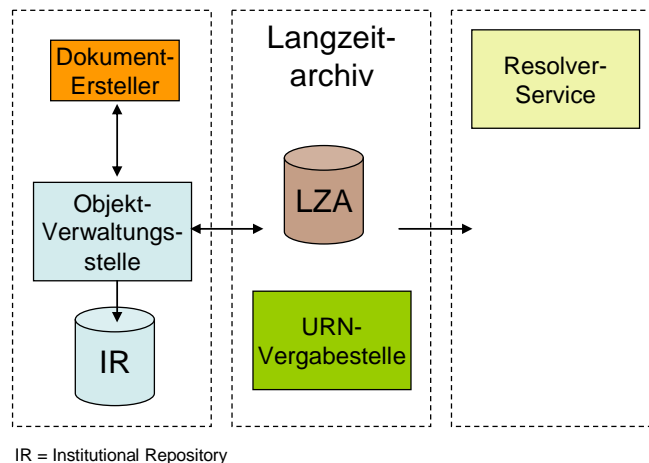 Dokument-
Ersteller
Objekt-
Verwaltungs-
stelle
IR
Langzeit-
archiv
LZA
URN-
Vergabestelle
Resolver-
Service
IR = Institutional Repository